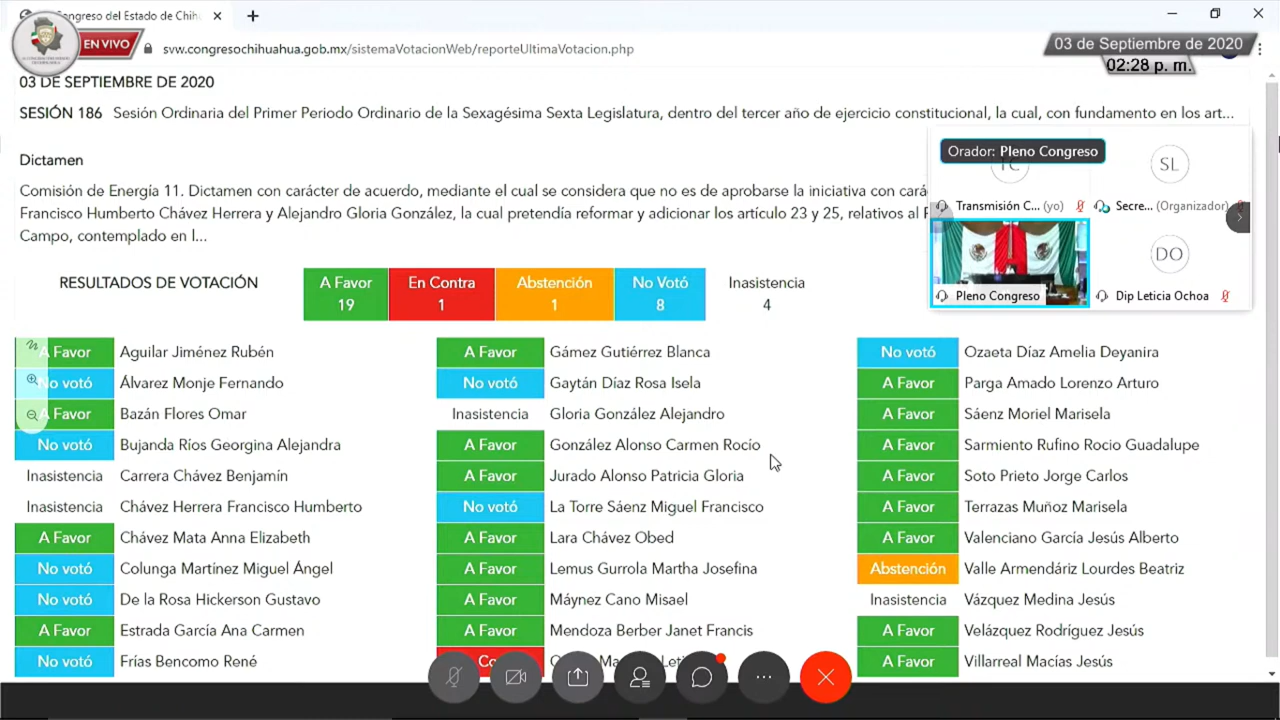 Congreso del Estado de Chihu
EN VIVO
svw.congresochihuahua.gob.mx/sistemaVotacionWeb/reporteUltimaVotacion.php
03 de Septiembre de 2020
02:28 p. m.
03 DE SEPTIEMBRE DE 2020
SESIÓN 186 Sesión Ordinaria del Primer Periodo Ordinario de la Sexagésima Sexta Legislatura, dentro del tercer año de ejercicio constitucional, la cual, con fundamento en los art...
Dictamen
Comisión de Energía 11. Dictamen con carácter de acuerdo, mediante el cual se considera que no es de aprobarse la iniciativa con cará
Francisco Humberto Chávez Herrera y Alejandro Gloria González, la cual pretendía reformar y adicionar los artículo 23 y 25, relativos al
Campo, contemplado en l...
Orador: Pleno Congreso
TC
SL
Transmisión C... (yo)
Secre... (Organizador)
DO
Pleno Congreso
Dip Leticia Ochoa
RESULTADOS DE VOTACIÓN
A Favor 19
En Contra 1
Abstención 1
No Votó 8
Inasistencia 4
A Favor Aguilar Jiménez Rubén
No votó Álvarez Monje Fernando
A Favor Bazán Flores Omar
No votó Bujanda Ríos Georgina Alejandra
Inasistencia Carrera Chávez Benjamín
Inasistencia Chávez Herrera Francisco Humberto
A Favor Chávez Mata Anna Elizabeth
No votó Colunga Martínez Miguel Ángel
No votó De la Rosa Hickerson Gustavo
A Favor Estrada García Ana Carmen
No votó Frías Bencomo René
A Favor Gámez Gutiérrez Blanca
No votó Gaytán Díaz Rosa Isela
Inasistencia Gloria González Alejandro
A Favor González Alonso Carmen Rocío
A Favor Jurado Alonso Patricia Gloria
No votó La Torre Sáenz Miguel Francisco
A Favor Lara Chávez Obed
A Favor Lemus Gurrola Martha Josefina
A Favor Máynez Cano Misael
A Favor Mendoza Berber Janet Francis
No votó Ozaeta Díaz Amelia Deyanira
A Favor Parga Amado Lorenzo Arturo
A Favor Sáenz Moriel Marisela
A Favor Sarmiento Rufino Rocio Guadalupe
A Favor Soto Prieto Jorge Carlos
A Favor Terrazas Muñoz Marisela
A Favor Valenciano García Jesús Alberto
Abstención Valle Armendáriz Lourdes Beatriz
Inasistencia Vázquez Medina Jesús
A Favor Velázquez Rodríguez Jesús
A Favor Villarreal Macías Jesús